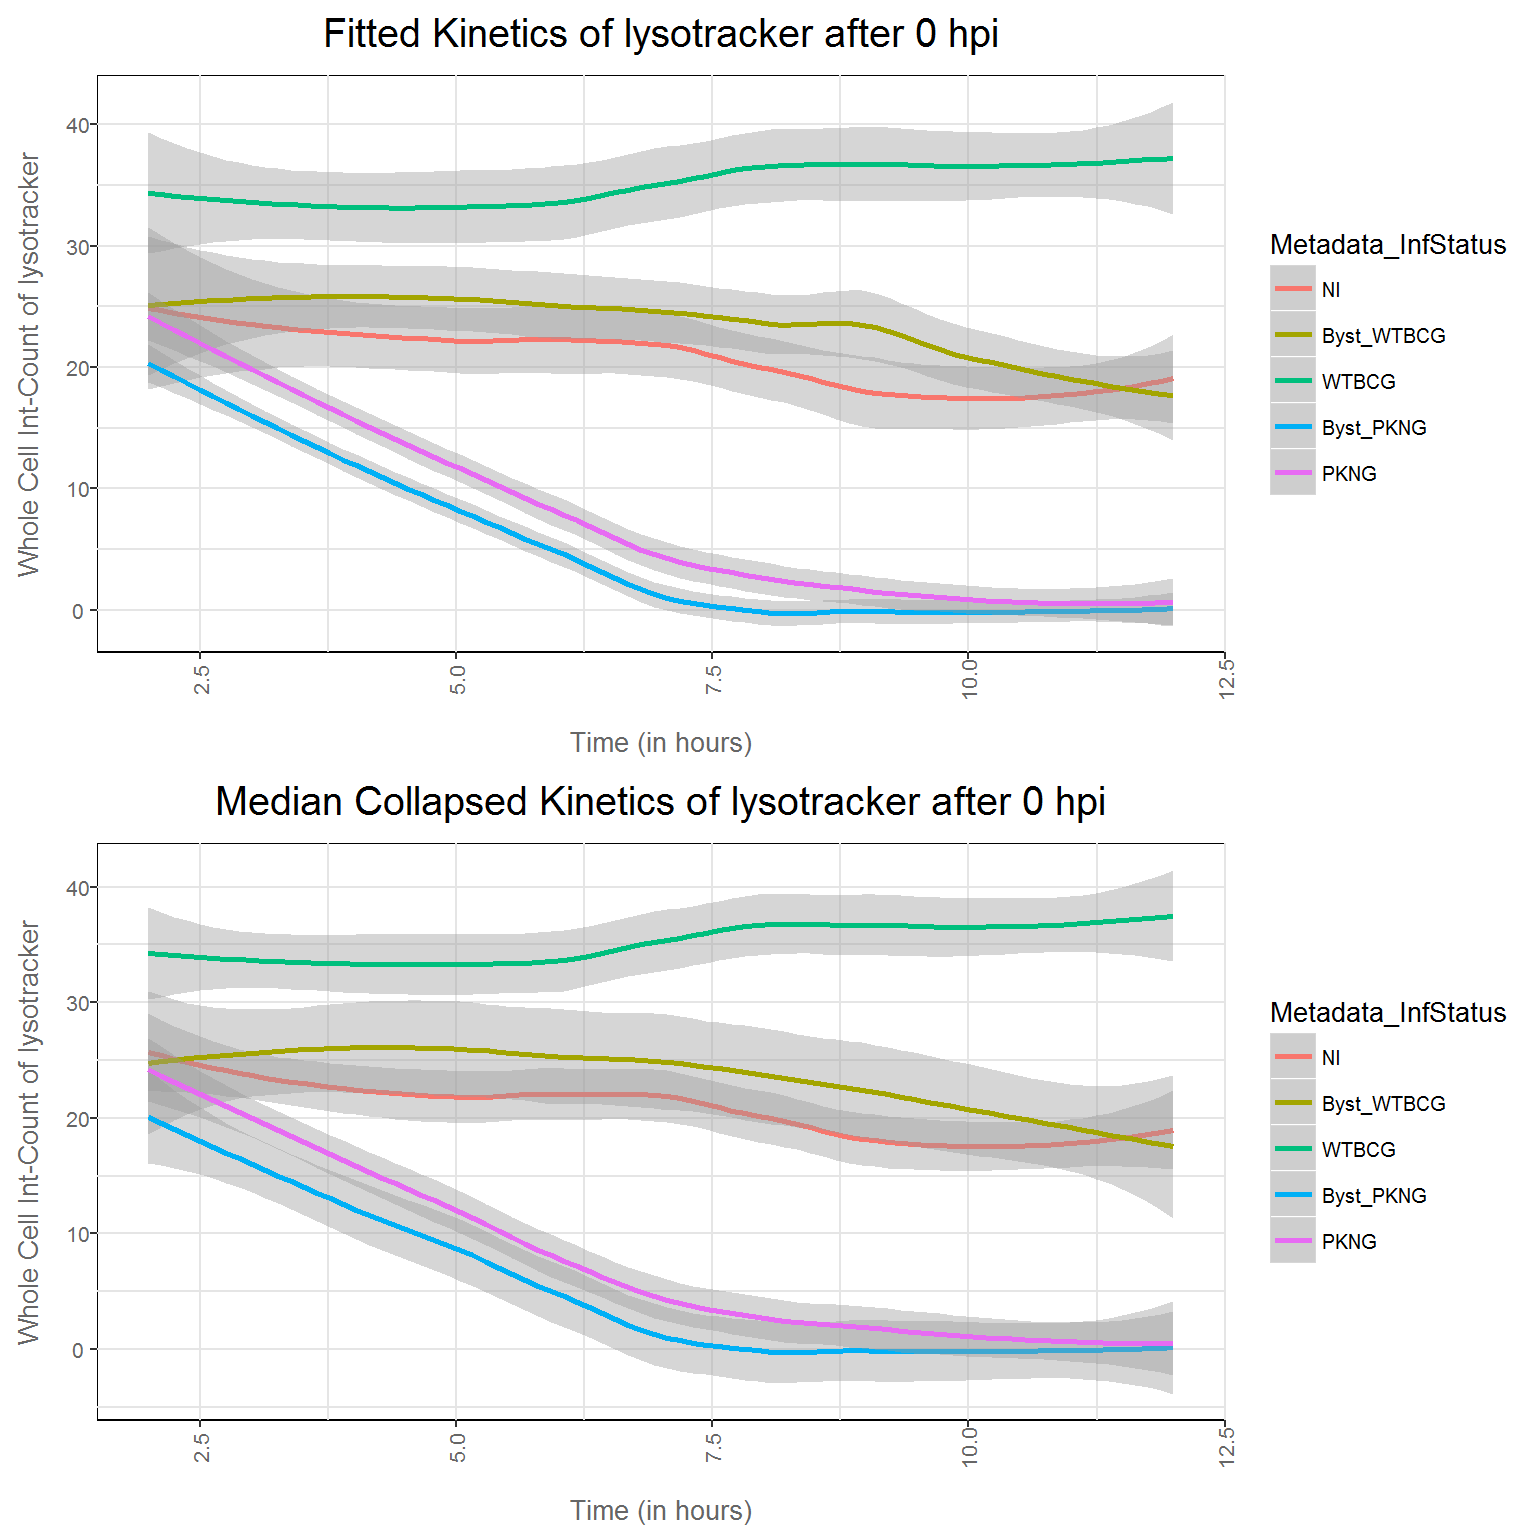 Fitted Kinetics of lysotracker after 0 hpi
Whole Cell Int-Count of lysotracker
40
30
20
10
0
2.5
5.0
7.5
10.0
12.5
Time (in hours)
Metadata_InfStatus
NI
Byst_WTBCG
WTBCG
Byst_PKNG
PKNG
Median Collapsed Kinetics of lysotracker after 0 hpi
Whole Cell Int-Count of lysotracker
40
30
20
10
0
2.5
5.0
7.5
10.0
12.5
Time (in hours)
Metadata_InfStatus
NI
Byst_WTBCG
WTBCG
Byst_PKNG
PKNG